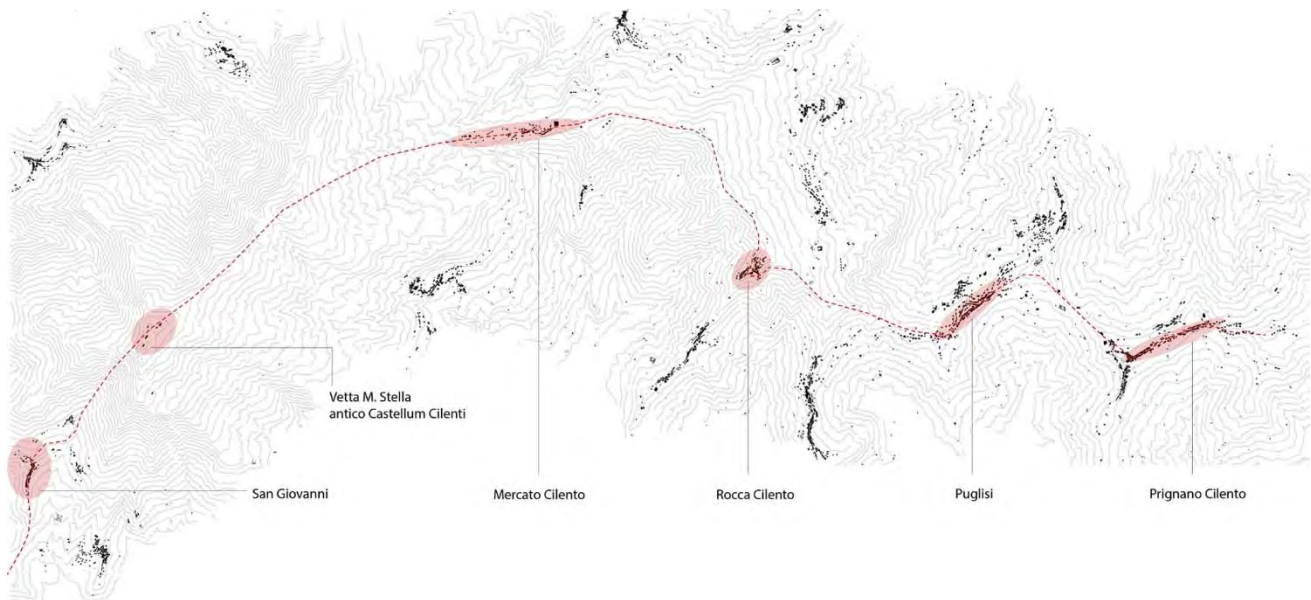 Vetta M. Stella
antico Castellum Cilenti
San Giovanni
Mercato Cilento
Rocca Cilento
Puglisi
Prignano Cilento